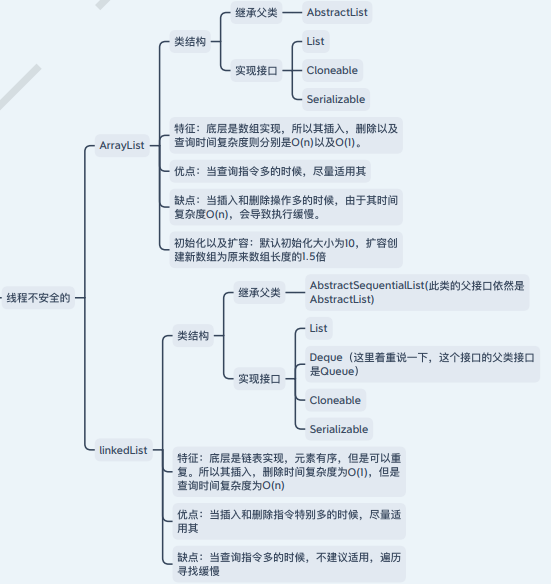 线程不安全的
ArrayList
类结构
继承父类
AbstractList
实现接口
List
Cloneable
Serializable
特征：底层是数组实现，所以其插入，删除以及
查询时间复杂度则分别是O(n)以及O(1)。
优点：当查询指令多的时候，尽量适用其
缺点：当插入和删除操作多的时候，由于其时间
复杂度O(n)，会导致执行缓慢。
初始化以及扩容：默认初始化大小为10，扩容创
建新数组为原来数组长度的1.5倍
linkedList
类结构
继承父类
AbstractSequentialList(此类的父接口依然是
AbstractList)
实现接口
List
Deque（这里着重说一下，这个接口的父类接口
是Queue）
Cloneable
Serializable
特征：底层是链表实现，元素有序，但是可以重
复。所以其插入，删除时间复杂度为O(1)，但是
查询时间复杂度为O(n)
优点：当插入和删除指令特别多的时候，尽量适
用其
缺点：当查询指令多的时候，不建议适用，遍历
寻找缓慢